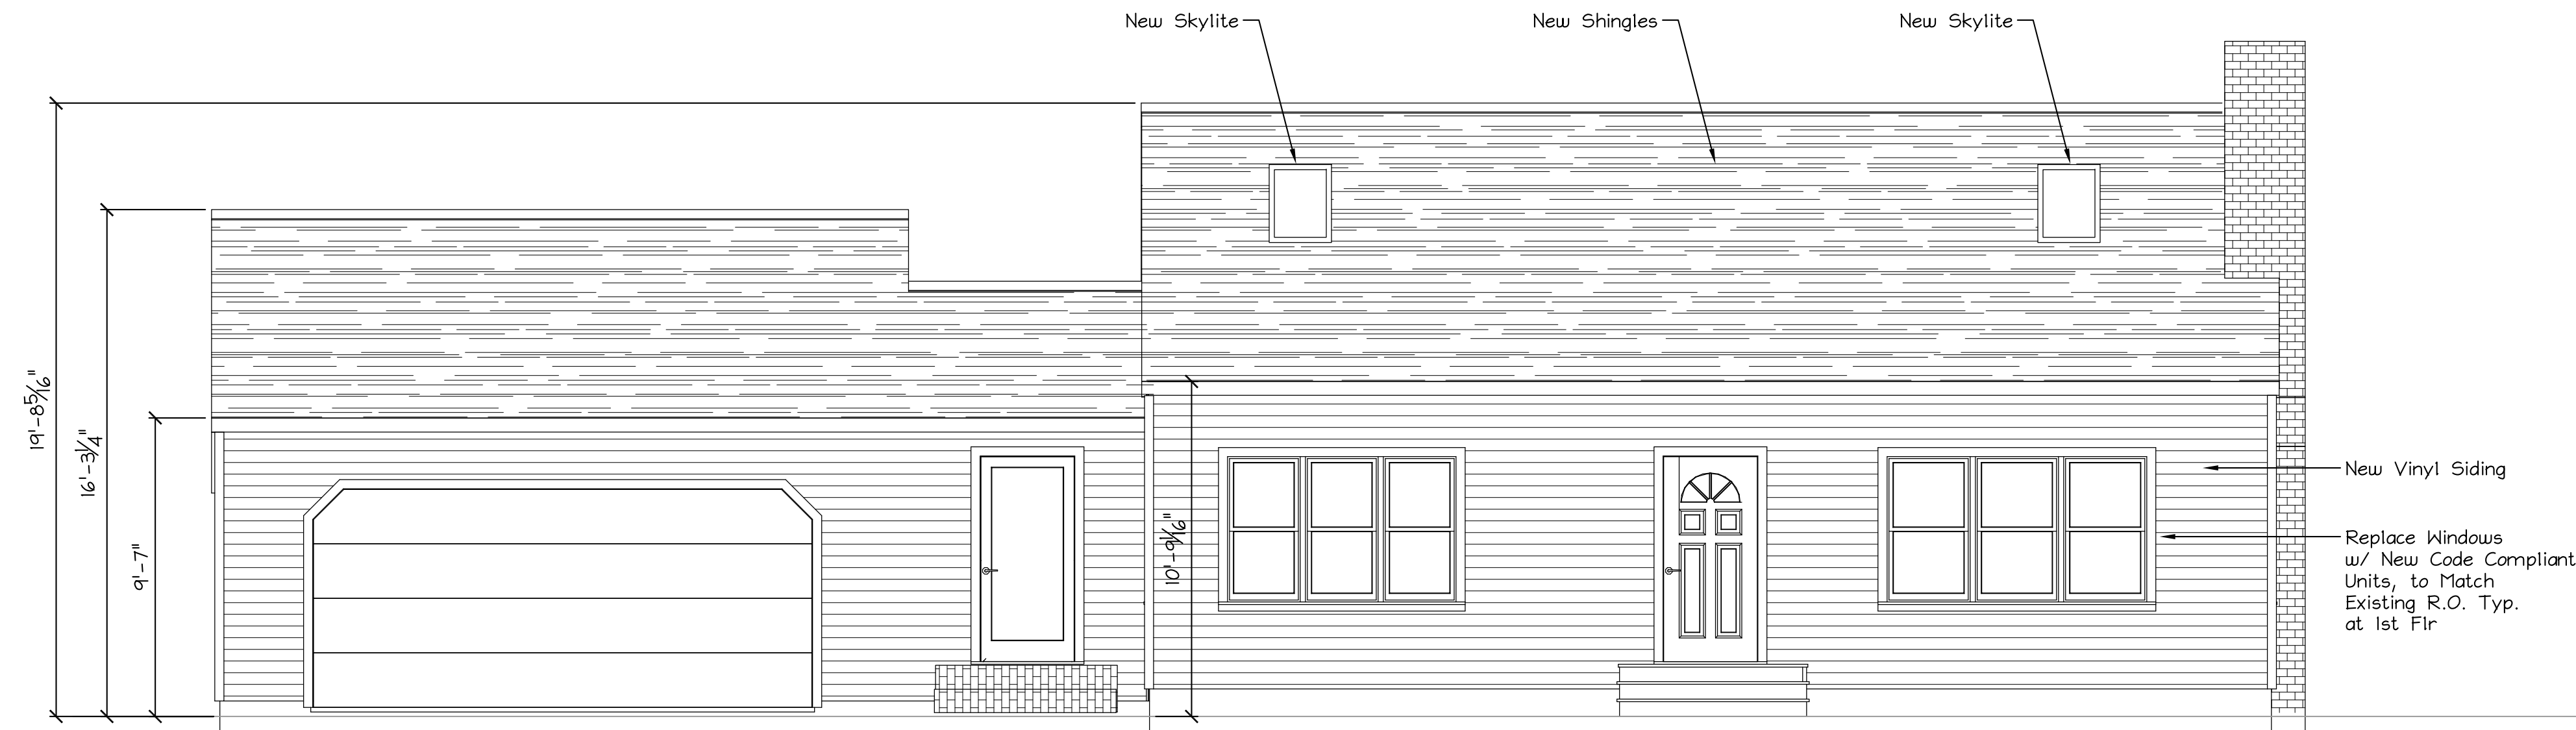 New Skylite
New Shingles
New Skylite
19'-8 5/16"
16'-3 1/4"
9'-7"
10'-9 1/16"
New Vinyl Siding
Replace Windows
w/ New Code Compliant
Units, to Match
Existing R.O. Typ.
at 1st Flr